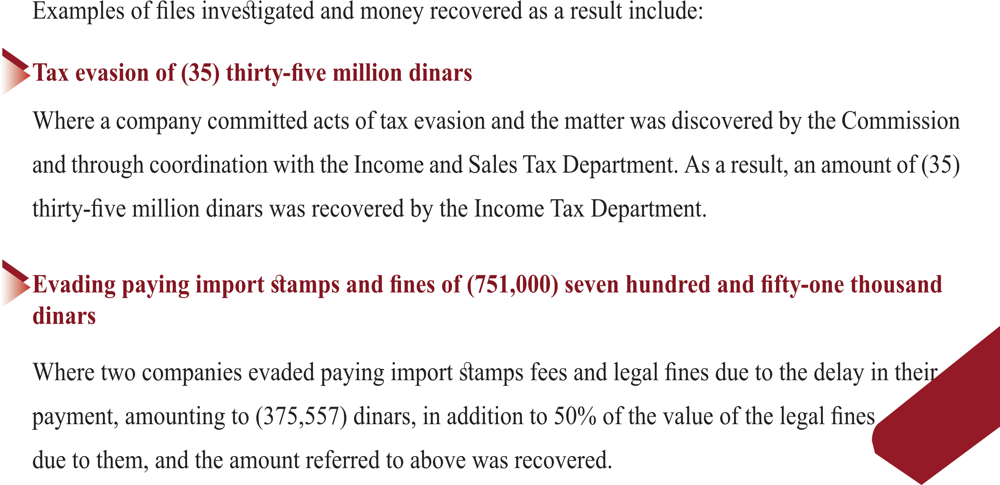 Examples of files investigated and money recovered as a result include:
Tax evasion of (35) thirty-five million dinars
Where a company committed acts of tax evasion and the matter was discovered by the Commission
and through coordination with the Income and Sales Tax Department. As a result, an amount of (35)
thirty-five million dinars was recovered by the Income Tax Department.
Evading paying import stamps and fines of (751,000) seven hundred and fifty-one thousand
dinars
Where two companies evaded paying import stamps fees and legal fines due to the delay in their
payment, amounting to (375,557) dinars, in addition to 50% of the value of the legal fines
due to them, and the amount referred to above was recovered.